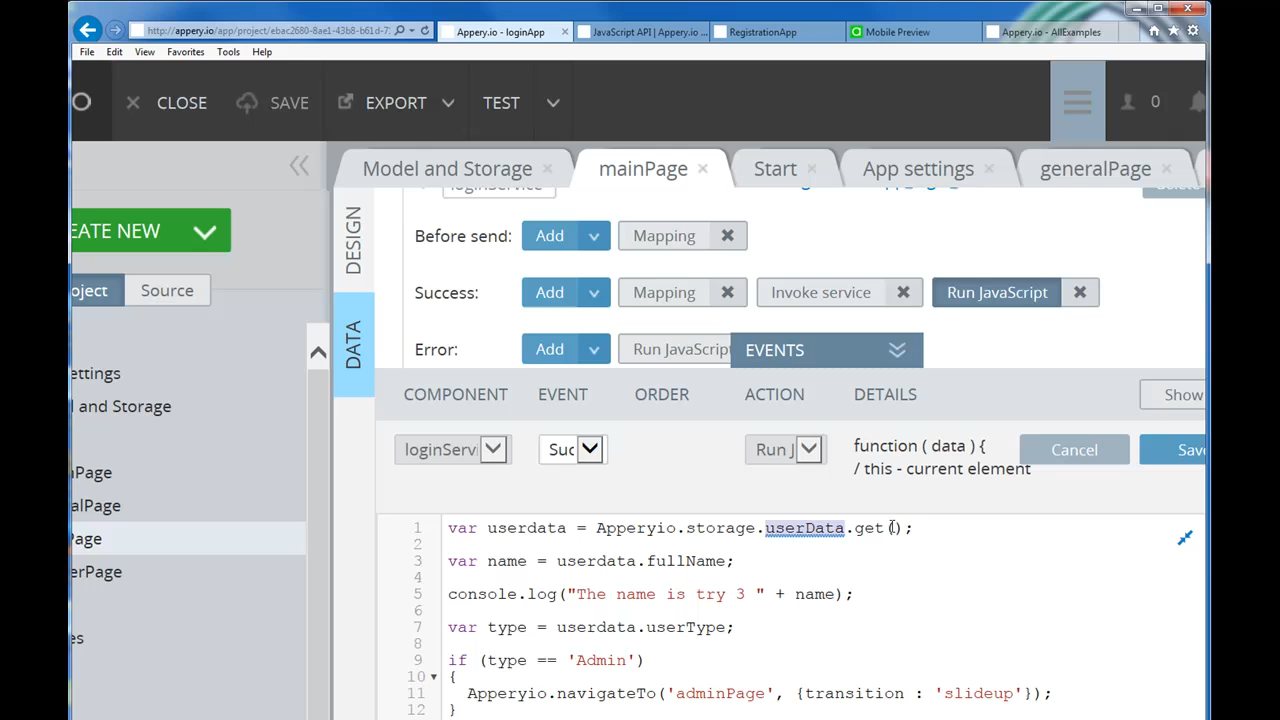 http://appery.io/app/project/ebac2680-8ae1-43b8-b61d-7
Appery.io - loginApp
JavaScript API | Appery.io ...
RegistrationApp
Mobile Preview
Appery.io - AllExamples
File Edit View Favorites Tools Help
CLOSE SAVE EXPORT TEST 0
Model and Storage mainPage Start App settings generalPage
EATE NEW
oject Source
ettings
l and Storage
nPage
alPage
Page
erPage
es
DESIGN
DATA
loginService
Before send: Add Mapping
Success: Add Mapping Invoke service Run JavaScript
Error: Add Run JavaScript
EVENTS
COMPONENT EVENT ORDER ACTION DETAILS Show
loginServi Suc Run J function ( data ) { Cancel Save
/ this - current element
1 var userdata = Apperyio.storage.userData.get();
2
3 var name = userdata.fullName;
4
5 console.log("The name is try 3 " + name);
6
7 var type = userdata.userType;
8
9 if (type == 'Admin')
10 {
11 Apperyio.navigateTo('adminPage', {transition : 'slideup'});
12 }